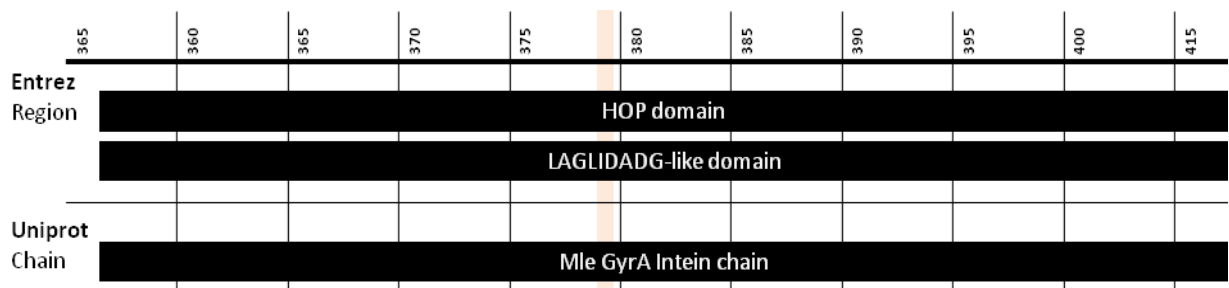 365 360 365 370 375 380 385 390 395 400 415
Entrez
Region
HOP domain
LAGLIDADG-like domain
Uniprot
Chain
Mle GyrA Intein chain